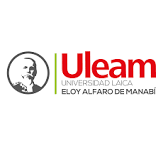 Uleam
UNIVERSIDAD LAICA
ELOY ALFARO DE MANABÍ